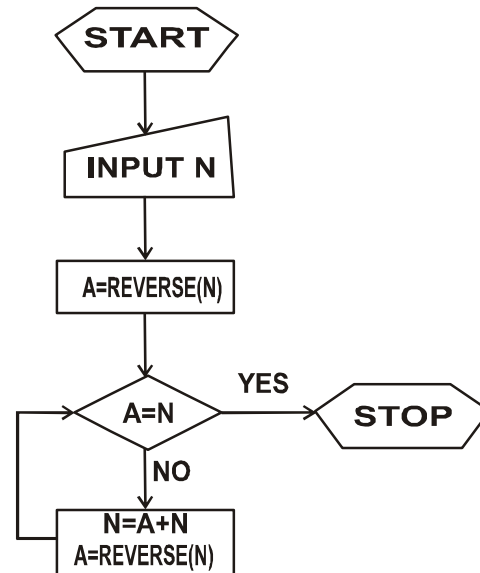 START
INPUT N
A=REVERSE(N)
A=N
YES
STOP
NO
N=A+N
A=REVERSE(N)